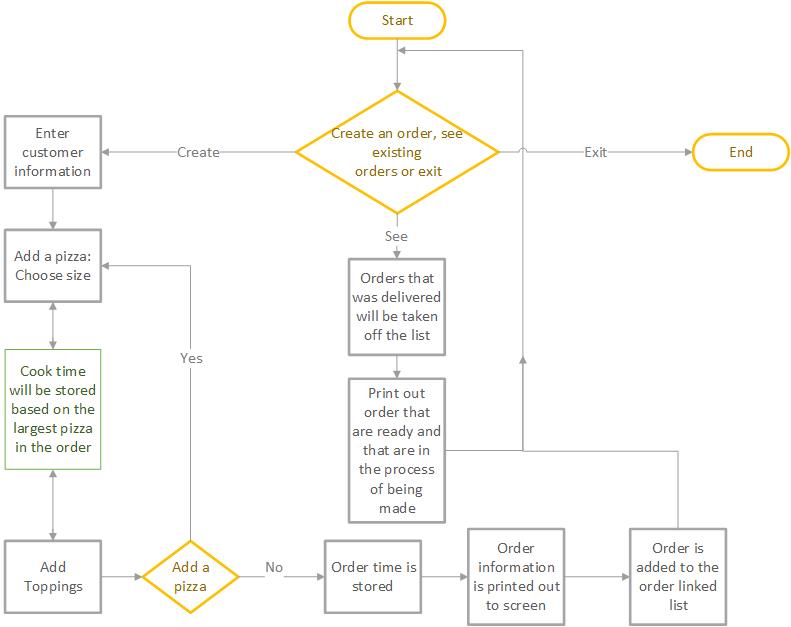 Start
Create an order, see
existing
orders or exit
Create
Exit
End
Enter
customer
information
See
Add a pizza:
Choose size
Orders that
was delivered
will be taken
off the list
Yes
Cook time
will be stored
based on the
largest pizza
in the order
Print out
order that
are ready and
that are in
the process
of being
made
Add
Toppings
Add a
pizza
No
Order time is
stored
Order
information
is printed out
to screen
Order is
added to the
order linked
list